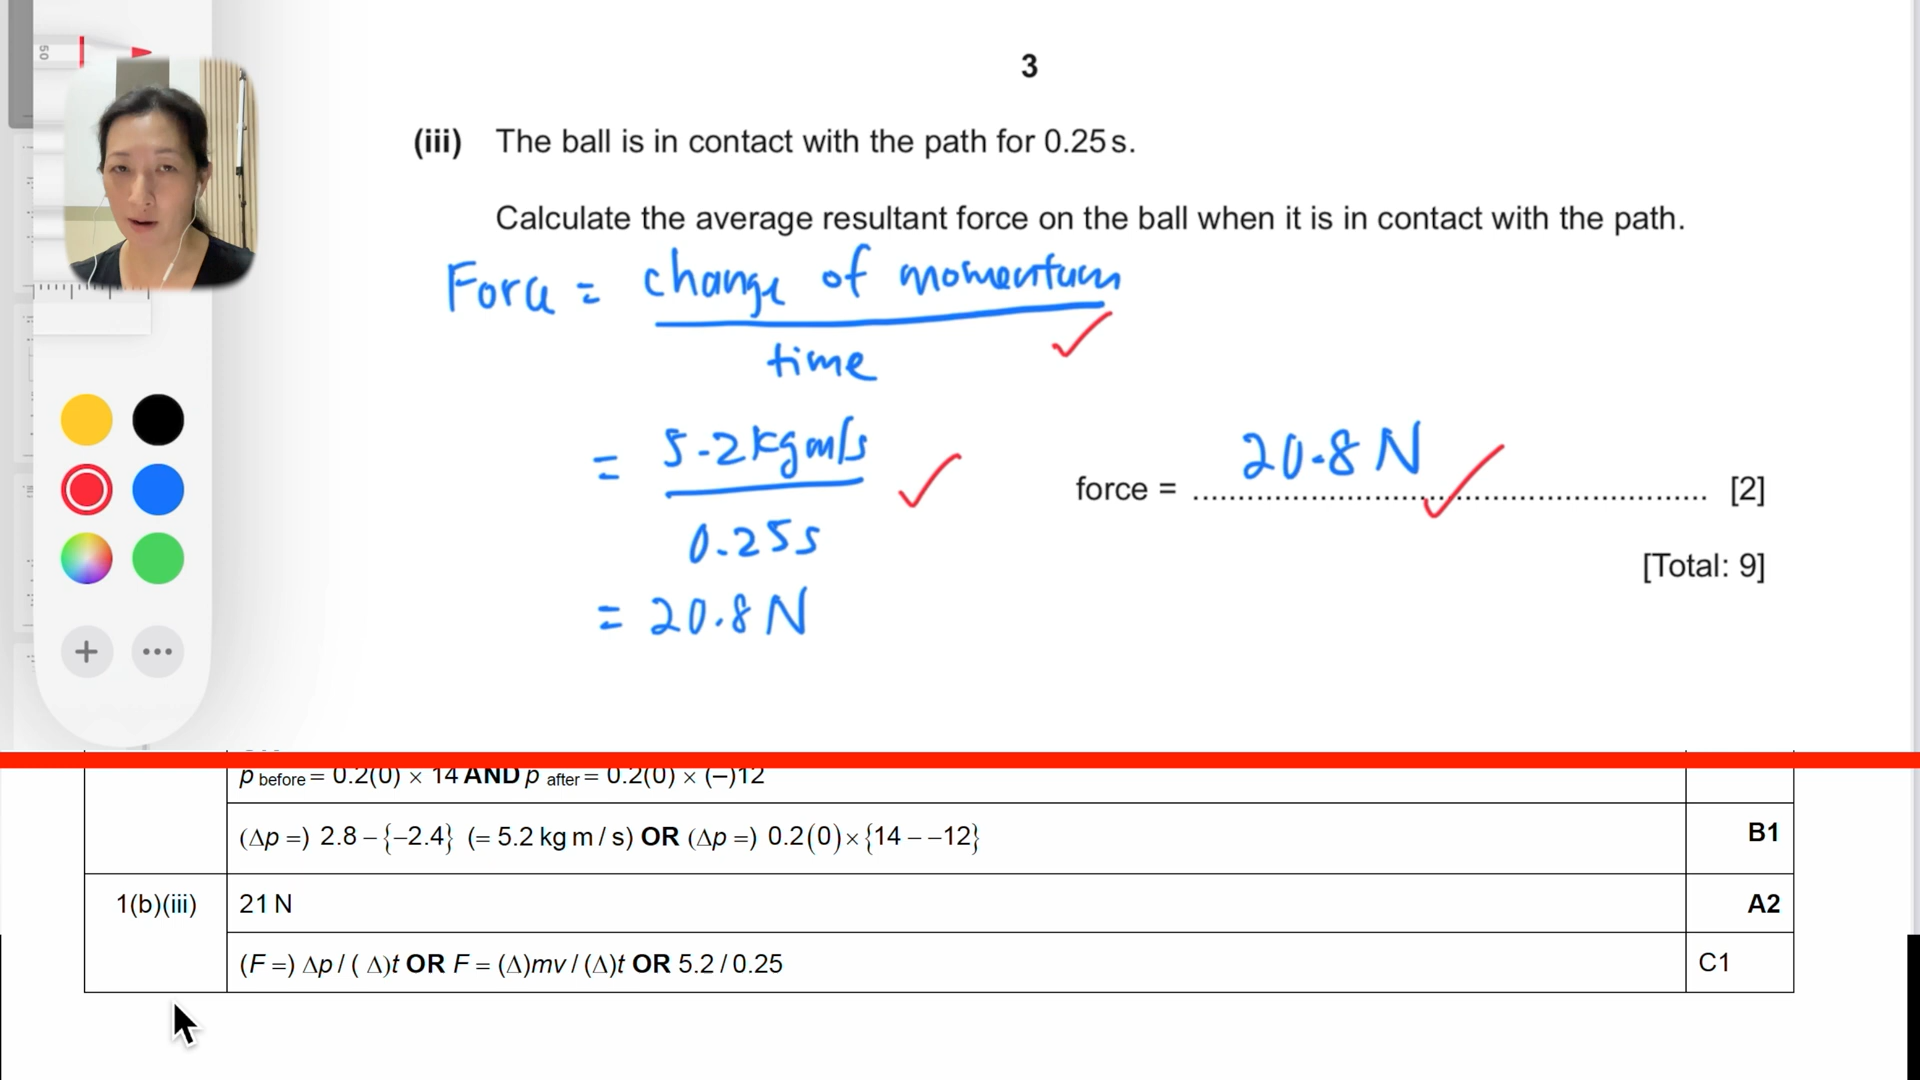 50
3
(iii) The ball is in contact with the path for 0.25 s.
Calculate the average resultant force on the ball when it is in contact with the path.
Force = change of momentum
time
= 5.2 kg m/s
0.25 s
= 20.8 N
20.8 N
force = ........................................................................ [2]
[Total: 9]
p before = 0.2(0) × 14 AND p after = 0.2(0) × (–)12
(Δp =) 2.8 – {–2.4} (= 5.2 kg m / s) OR (Δp =) 0.2(0)×{14 – –12}
B1
1(b)(iii)
21 N
A2
(F =) Δp / ( Δ)t OR F = (Δ)mv / (Δ)t OR 5.2 / 0.25
C1